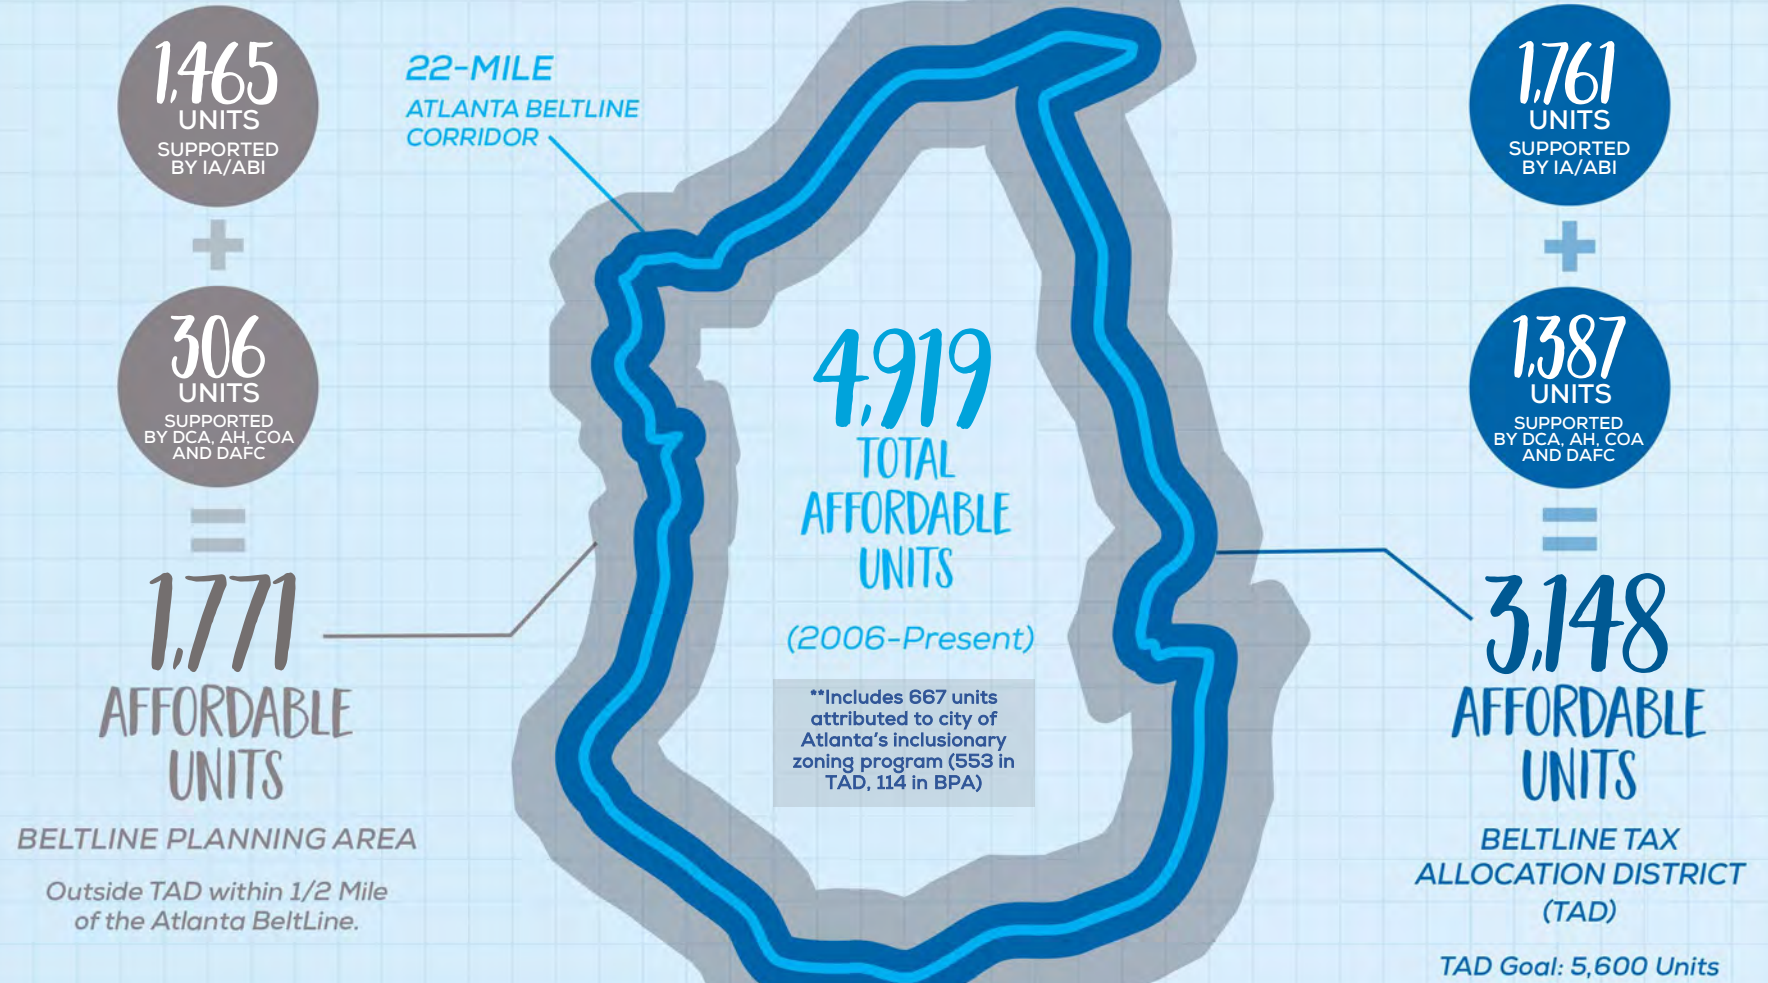 1,465
UNITS
SUPPORTED
BY IA/ABI
+
306
UNITS
SUPPORTED
BY DCA, AH, COA
AND DAFC
=
1,771
AFFORDABLE
UNITS
BELTLINE PLANNING AREA
Outside TAD within 1/2 Mile
of the Atlanta BeltLine.
22-MILE
ATLANTA BELTLINE
CORRIDOR
4,919
TOTAL
AFFORDABLE
UNITS
(2006-Present)
**Includes 667 units
attributed to city of
Atlanta's inclusionary
zoning program (553 in
TAD, 114 in BPA)
1,761
UNITS
SUPPORTED
BY IA/ABI
+
1,387
UNITS
SUPPORTED
BY DCA, AH, COA
AND DAFC
=
3,148
AFFORDABLE
UNITS
BELTLINE TAX
ALLOCATION DISTRICT
(TAD)
TAD Goal: 5,600 Units